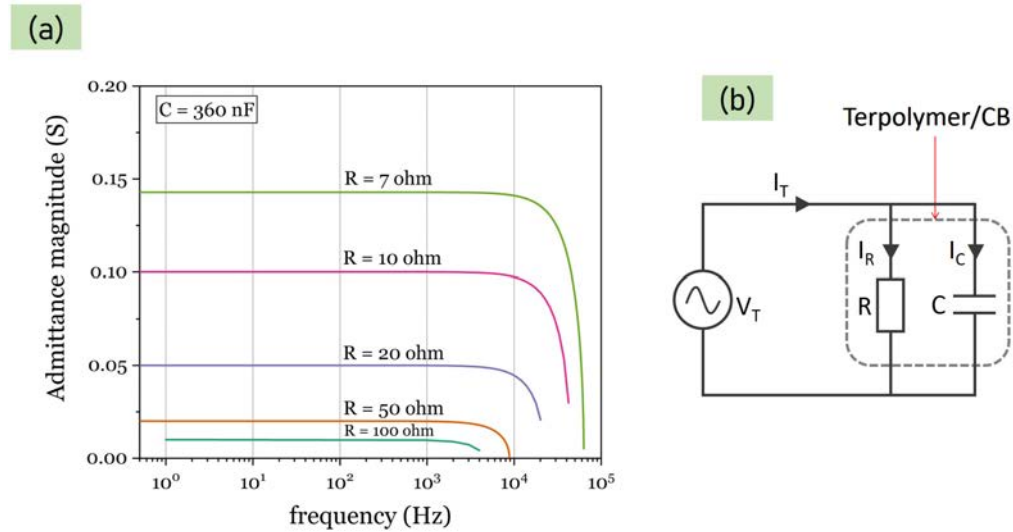 (a)
Admittance magnitude (S)
0.20
0.15
0.10
0.05
0.00
C = 360 nF
R = 7 ohm
R = 10 ohm
R = 20 ohm
R = 50 ohm
R = 100 ohm
10⁰ 10¹ 10² 10³ 10⁴ 10⁵
frequency (Hz)
(b)
Terpolymer/CB
I_T
I_R I_C
V_T R C